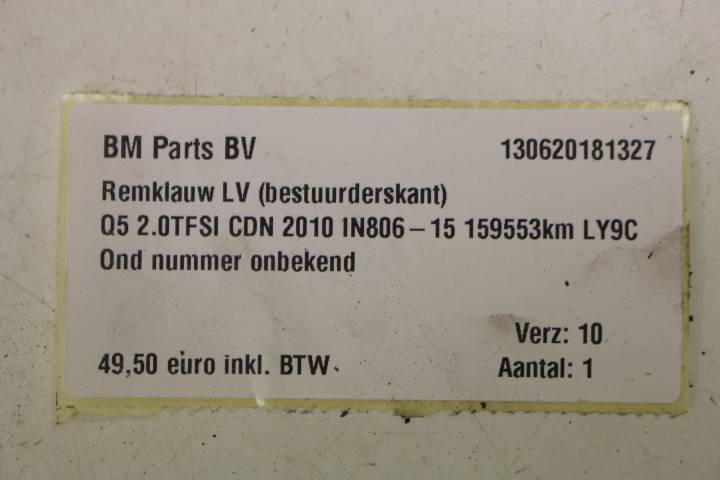 BM Parts BV 130620181327
Remklauw LV (bestuurderskant)
Q5 2.0TFSI CDN 2010 IN806-15 159553km LY9C
Ond nummer onbekend
Verz: 10
49,50 euro inkl. BTW Aantal: 1